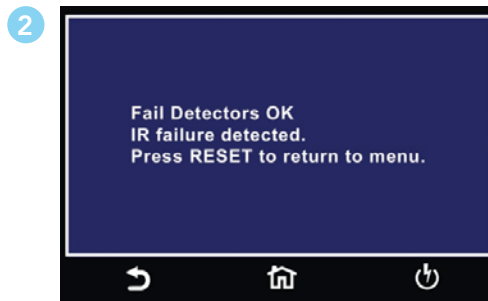 2
Fail Detectors OK
IR failure detected.
Press RESET to return to menu.